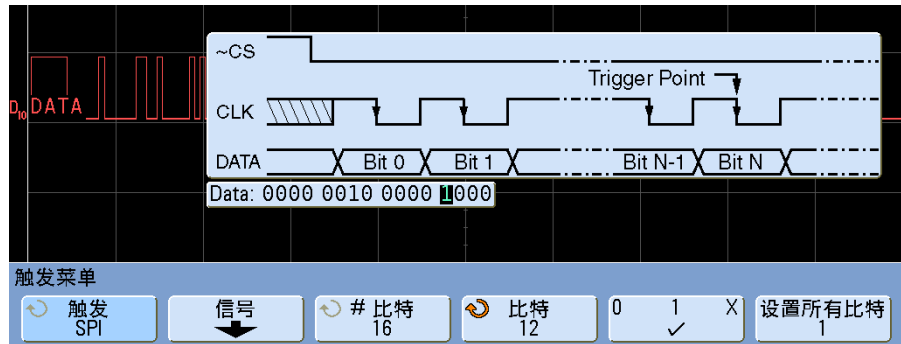 ~CS
Trigger Point
D10 DATA
CLK
DATA Bit 0 Bit 1 Bit N-1 Bit N
Data: 0000 0010 0000 1000
触发菜单
触发 信号 # 比特 比特 0 1 X 设置所有比特
SPI 16 12 ✓ 1